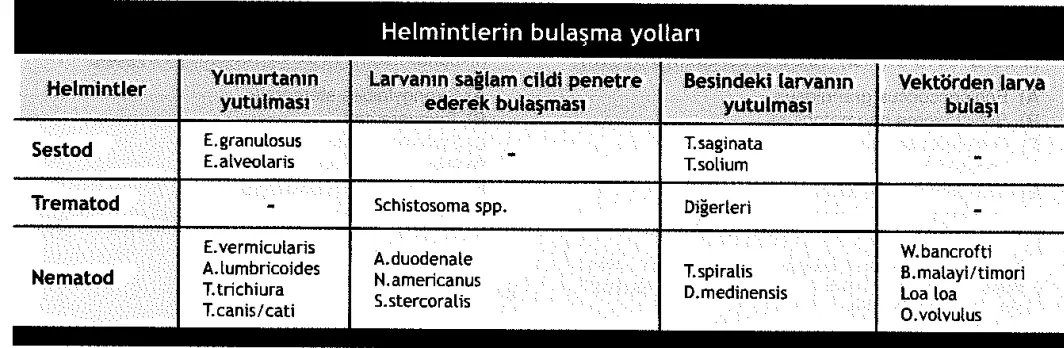 Helmintlerin bulaşma yolları
Helmintler
Yumurtanın
yutulması
Larvanın sağlam cildi penetre
ederek bulaşması
Besindeki larvanın
yutulması
Vektörden larva
bulaşı
Sestod
E.granulosus
E.alveolaris
-
T.saginata
T.solium
-
Trematod
-
Schistosoma spp.
Diğerleri
-
Nematod
E.vermicularis
A.lumbricoides
T.trichiura
T.canis/cati
A.duodenale
N.americanus
S.stercoralis
T.spiralis
D.medinensis
W.bancrofti
B.malayi/timori
Loa loa
O.volvulus